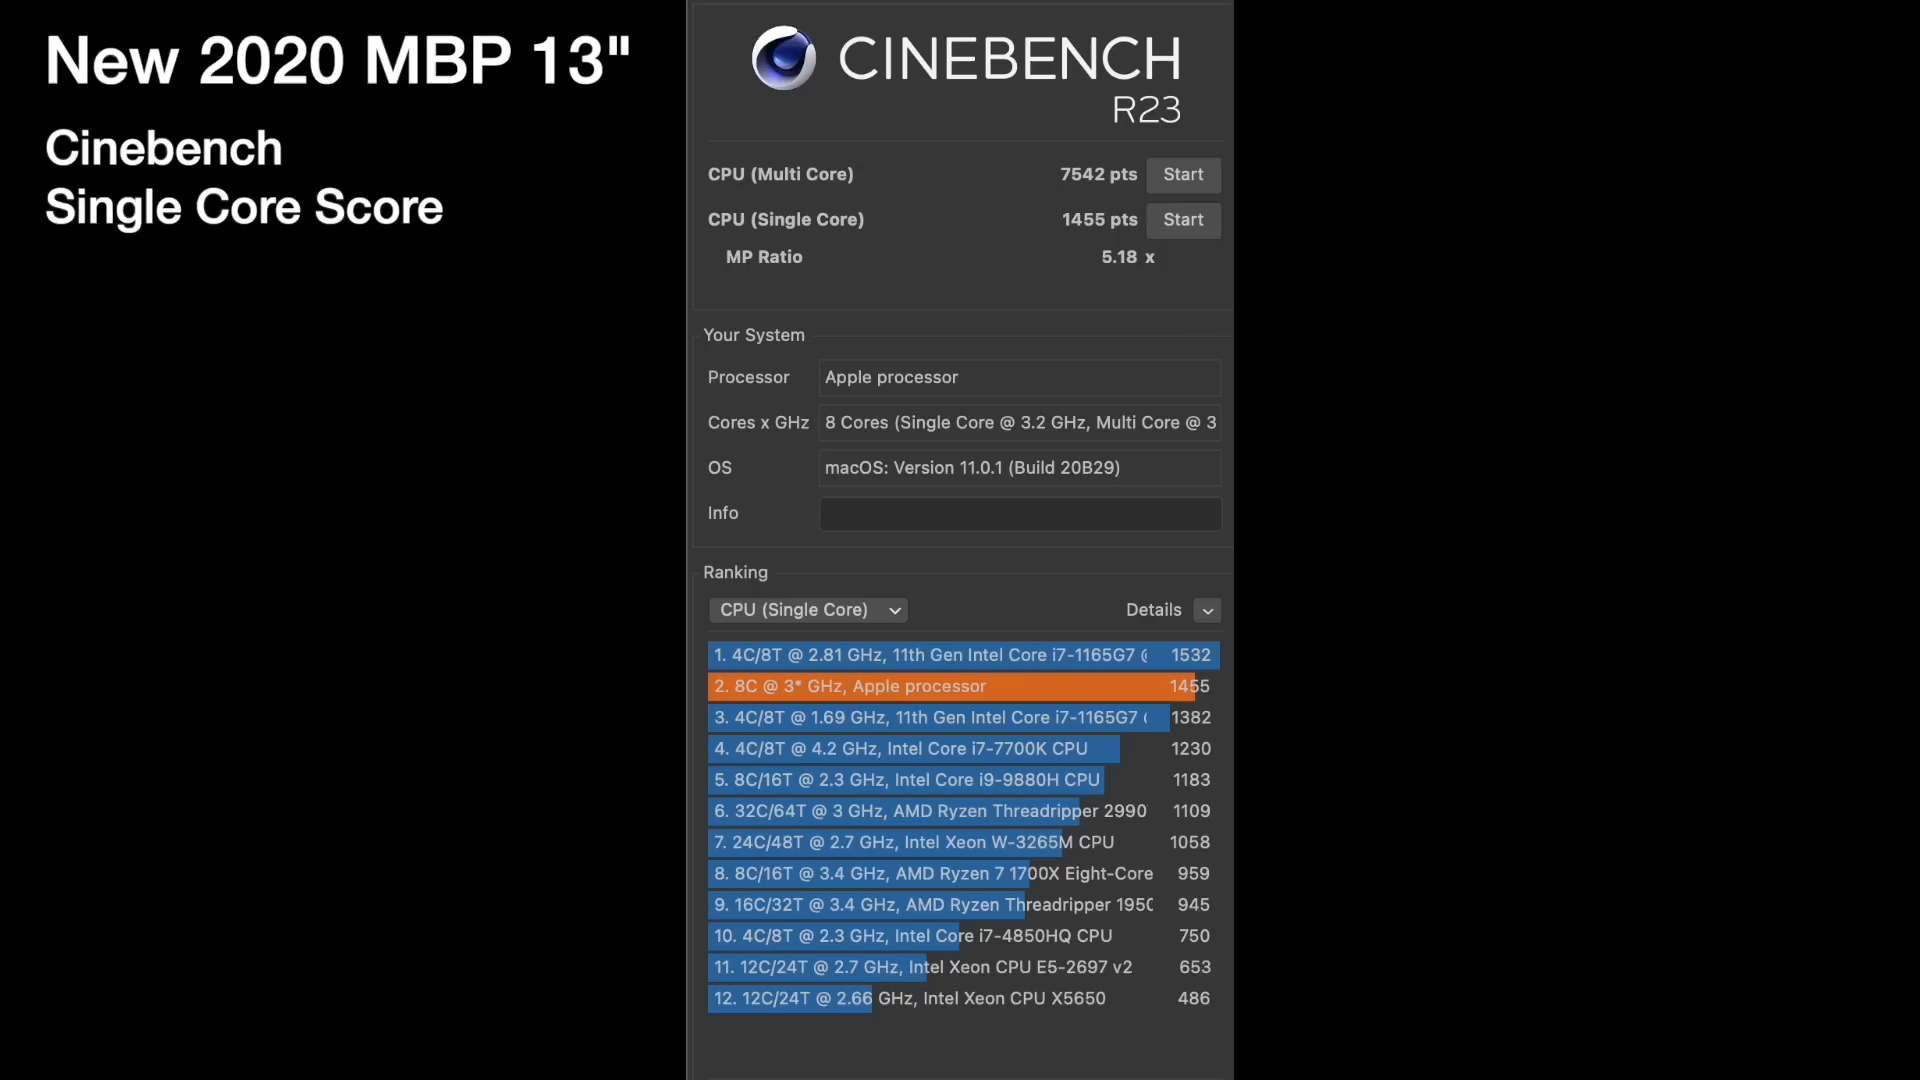 New 2020 MBP 13"
Cinebench
Single Core Score
CINEBENCH
R23
CPU (Multi Core) 7542 pts Start
CPU (Single Core) 1455 pts Start
MP Ratio 5.18 x
Your System
Processor Apple processor
Cores x GHz 8 Cores (Single Core @ 3.2 GHz, Multi Core @ 3
OS macOS: Version 11.0.1 (Build 20B29)
Info
Ranking
CPU (Single Core) Details
1. 4C/8T @ 2.81 GHz, 11th Gen Intel Core i7-1165G7 1532
2. 8C @ 3* GHz, Apple processor 1455
3. 4C/8T @ 1.69 GHz, 11th Gen Intel Core i7-1165G7 1382
4. 4C/8T @ 4.2 GHz, Intel Core i7-7700K CPU 1230
5. 8C/16T @ 2.3 GHz, Intel Core i9-9880H CPU 1183
6. 32C/64T @ 3 GHz, AMD Ryzen Threadripper 2990 1109
7. 24C/48T @ 2.7 GHz, Intel Xeon W-3265M CPU 1058
8. 8C/16T @ 3.4 GHz, AMD Ryzen 7 1700X Eight-Core 959
9. 16C/32T @ 3.4 GHz, AMD Ryzen Threadripper 1950 945
10. 4C/8T @ 2.3 GHz, Intel Core i7-4850HQ CPU 750
11. 12C/24T @ 2.7 GHz, Intel Xeon CPU E5-2697 v2 653
12. 12C/24T @ 2.66 GHz, Intel Xeon CPU X5650 486